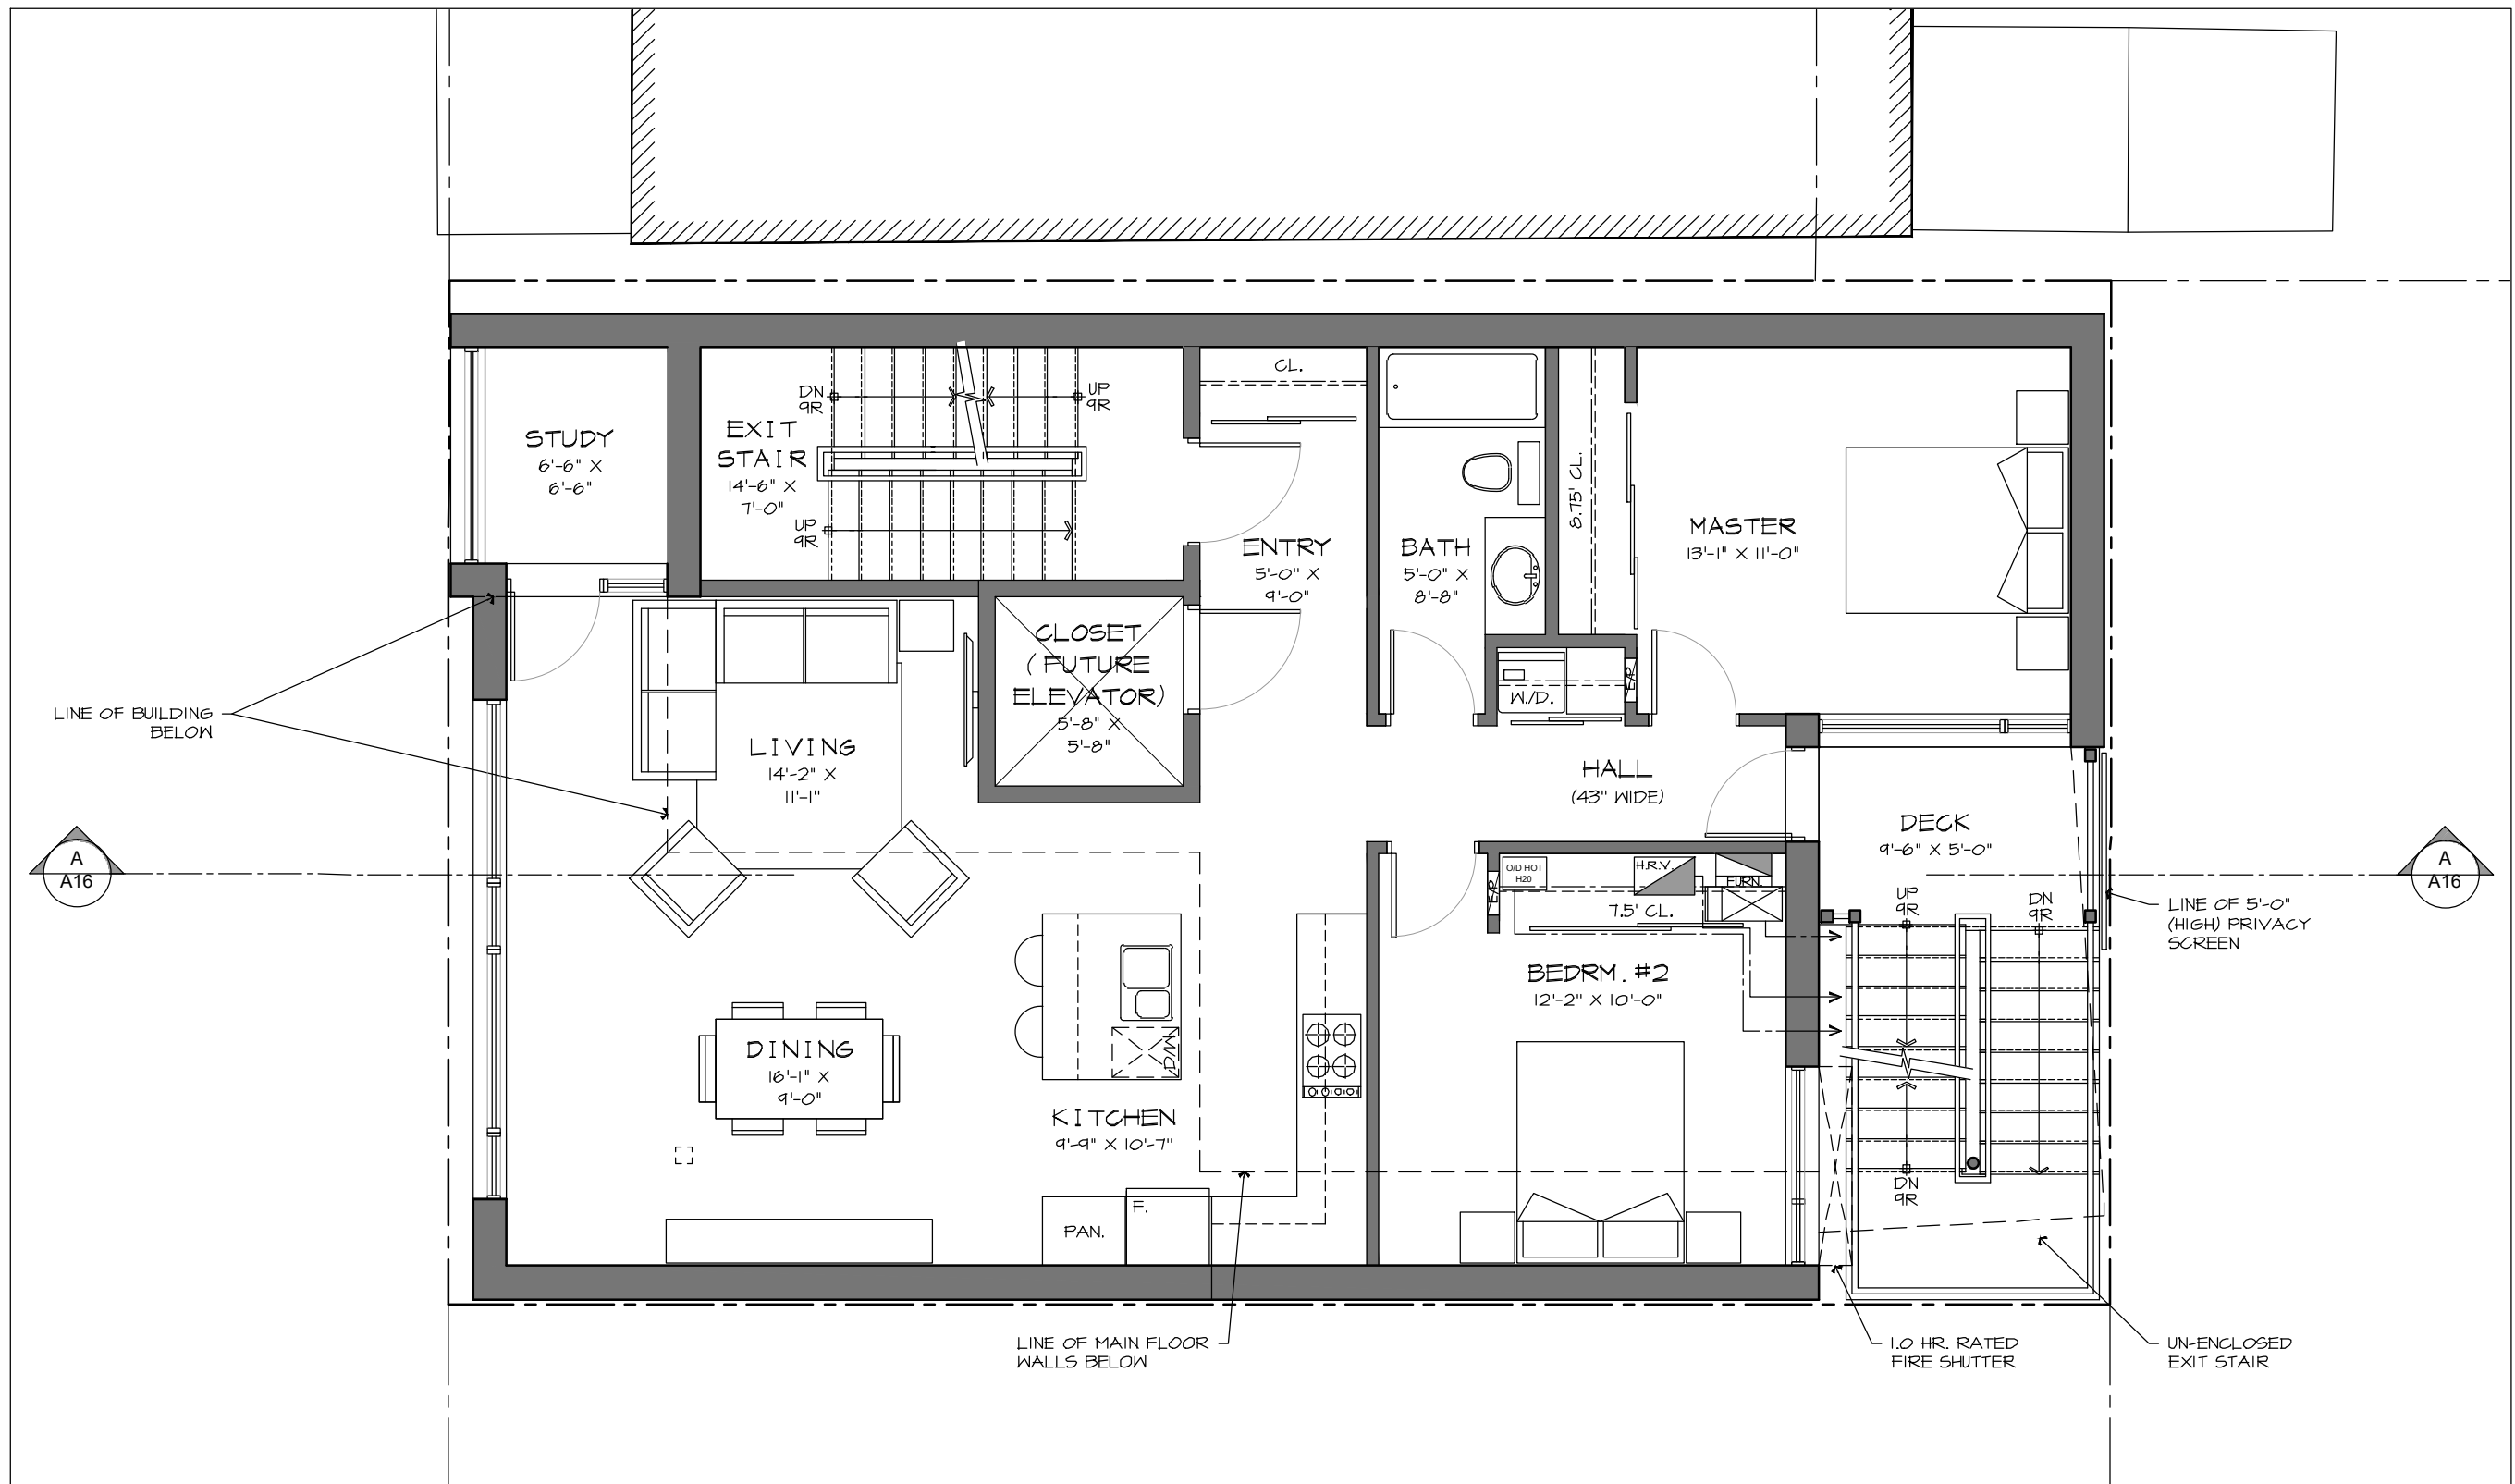 CL.
DN
9R
UP
9R
EXIT
STAIR
14'-6" X
7'-0"
UP
9R
STUDY
6'-6" X
6'-6"
ENTRY
5'-0" X
9'-0"
BATH
5'-0" X
8'-8"
8.75' CL.
MASTER
13'-1" X 11'-0"
CLOSET
( FUTURE
ELEVATOR)
5'-8" X
5'-8"
W./D.
E/P
LINE OF BUILDING
BELOW
LIVING
14'-2" X
11'-1"
HALL
(43" WIDE)
DECK
9'-6" X 5'-0"
A
A16
A
A16
O/D HOT
H20
H.R.V.
FURN.
E/P
7.5' CL.
UP
9R
DN
9R
LINE OF 5'-0"
(HIGH) PRIVACY
SCREEN
BEDRM. #2
12'-2" X 10'-0"
DINING
16'-1" X
9'-0"
W/D
KITCHEN
9'-9" X 10'-7"
DN
9R
PAN.
F.
LINE OF MAIN FLOOR
WALLS BELOW
1.0 HR. RATED
FIRE SHUTTER
UN-ENCLOSED
EXIT STAIR